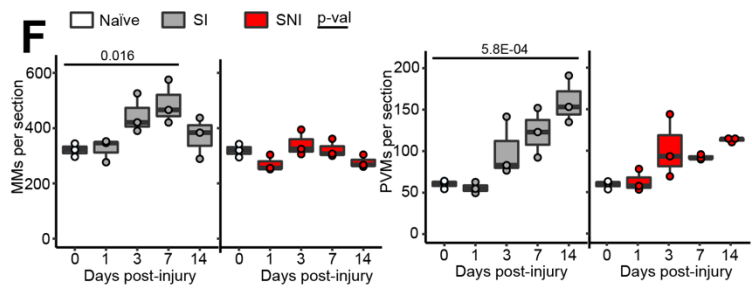 F
Naïve SI SNI p-val
MMs per section
600
400
200
0
0.016
0 1 3 7 14
Days post-injury
0 1 3 7 14
Days post-injury
PVMs per section
200
150
100
50
0
5.8E-04
0 1 3 7 14
Days post-injury
0 1 3 7 14
Days post-injury